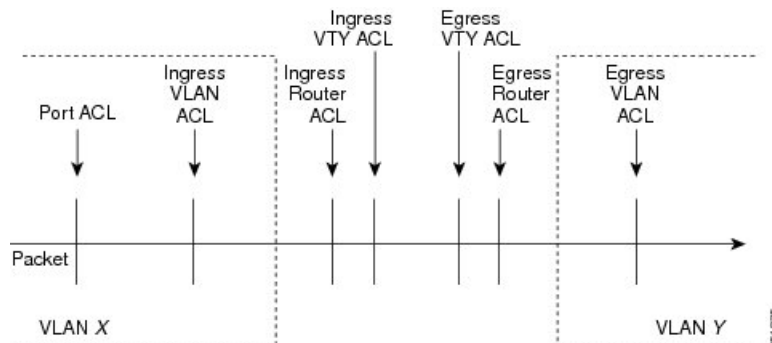 Ingress
VTY ACL
Egress
VTY ACL
Port ACL
Ingress
VLAN
ACL
Ingress
Router
ACL
Egress
Router
ACL
Egress
VLAN
ACL
Packet
VLAN X
VLAN Y